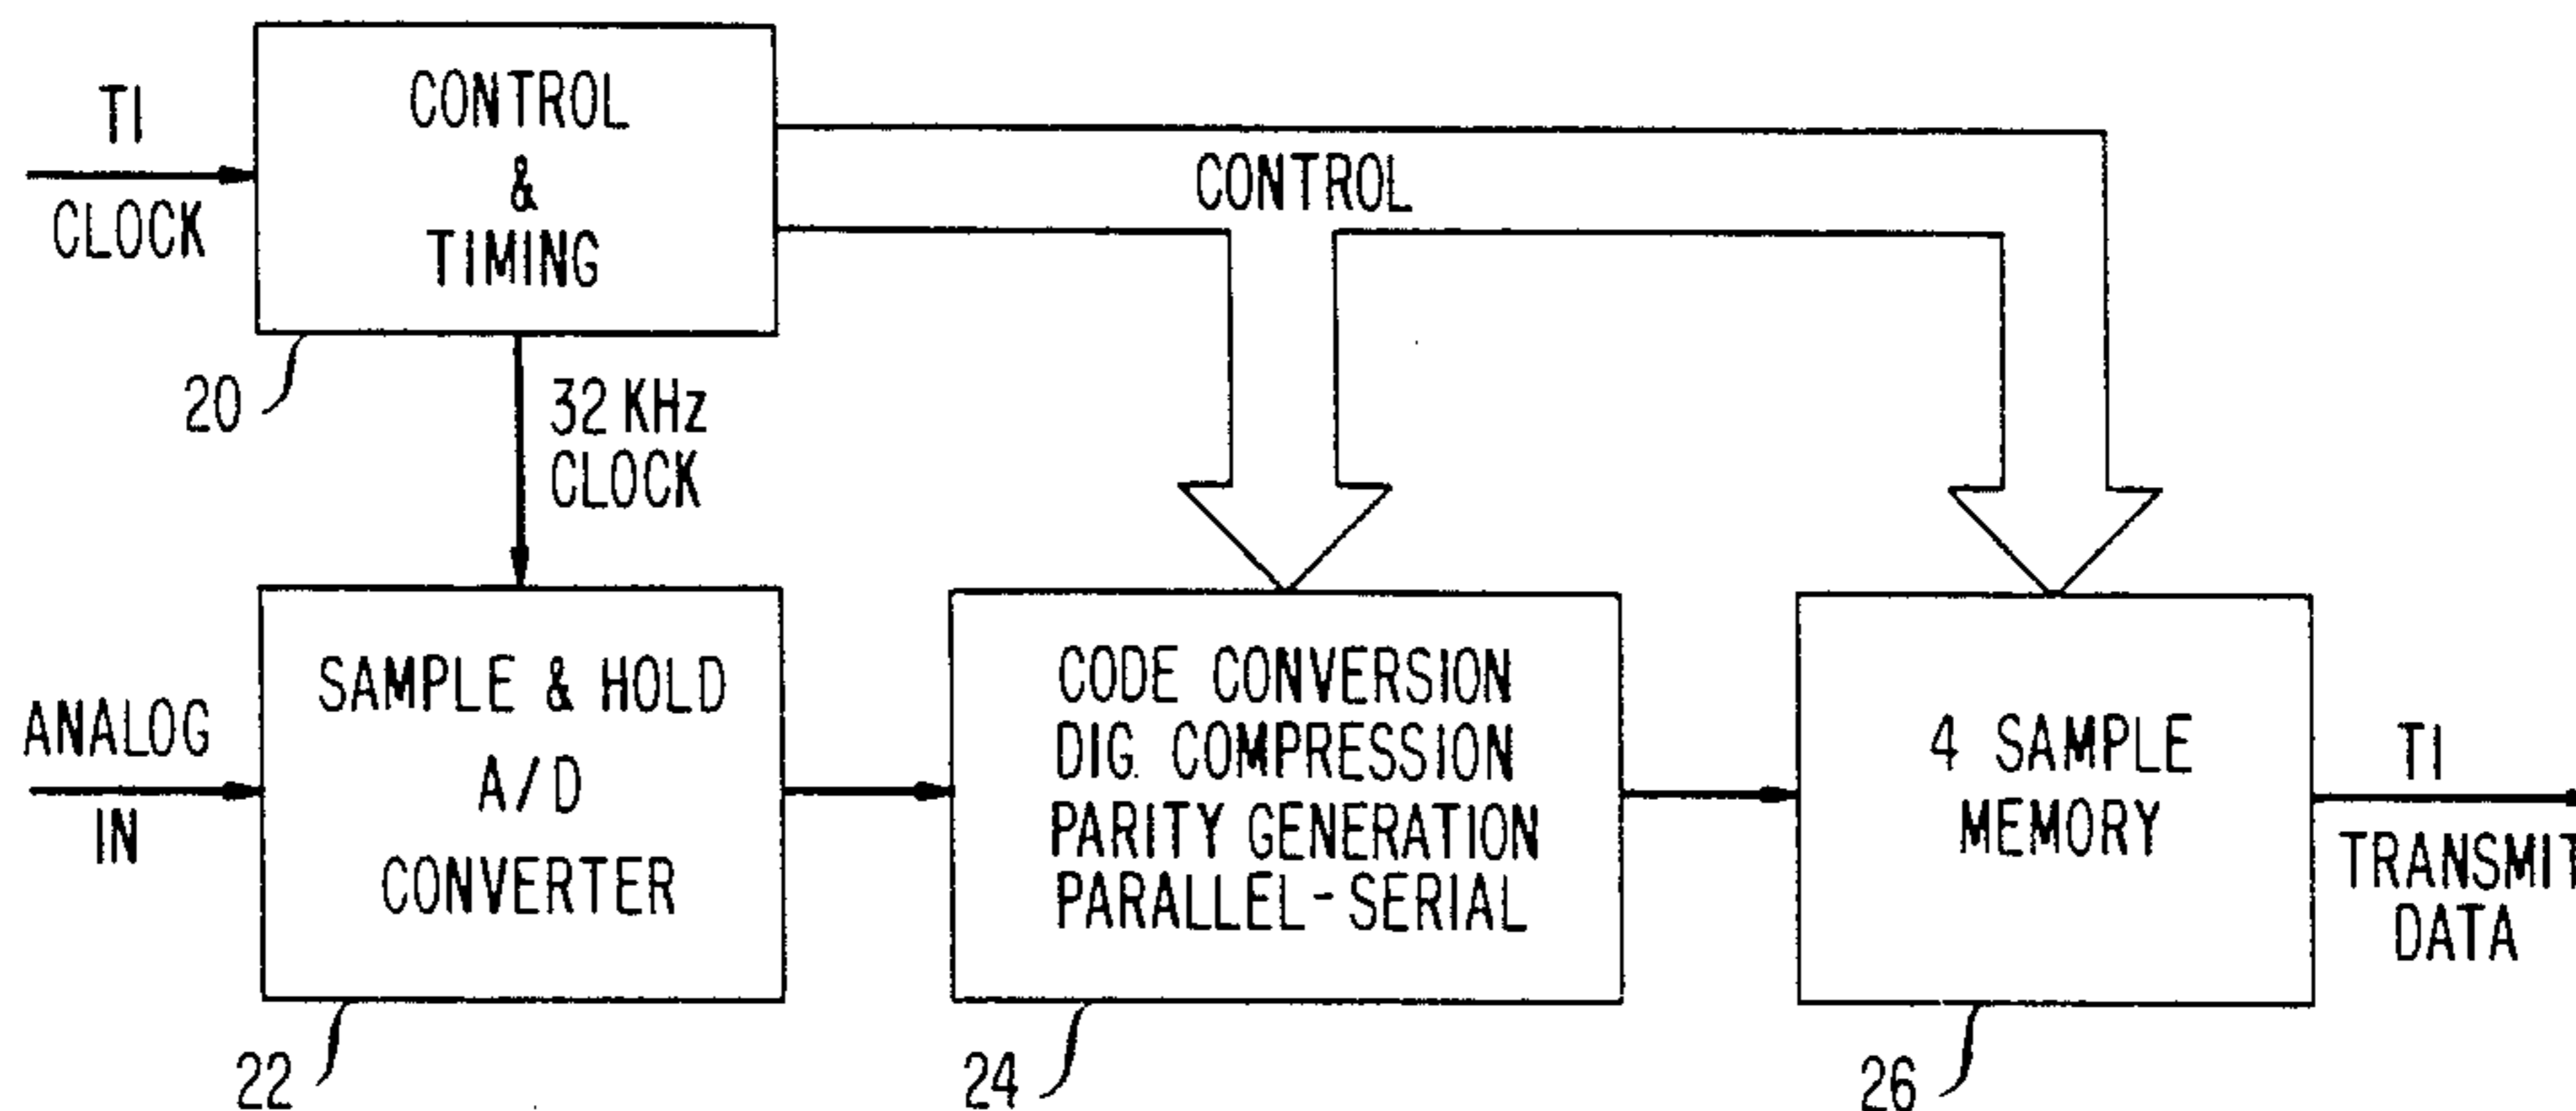 TI
CLOCK
CONTROL
&
TIMING
CONTROL
20
32 KHz
CLOCK
ANALOG
IN
SAMPLE & HOLD
A/D
CONVERTER
22
CODE CONVERSION
DIG. COMPRESSION
PARITY GENERATION
PARALLEL-SERIAL
24
4 SAMPLE
MEMORY
26
TI
TRANSMIT
DATA